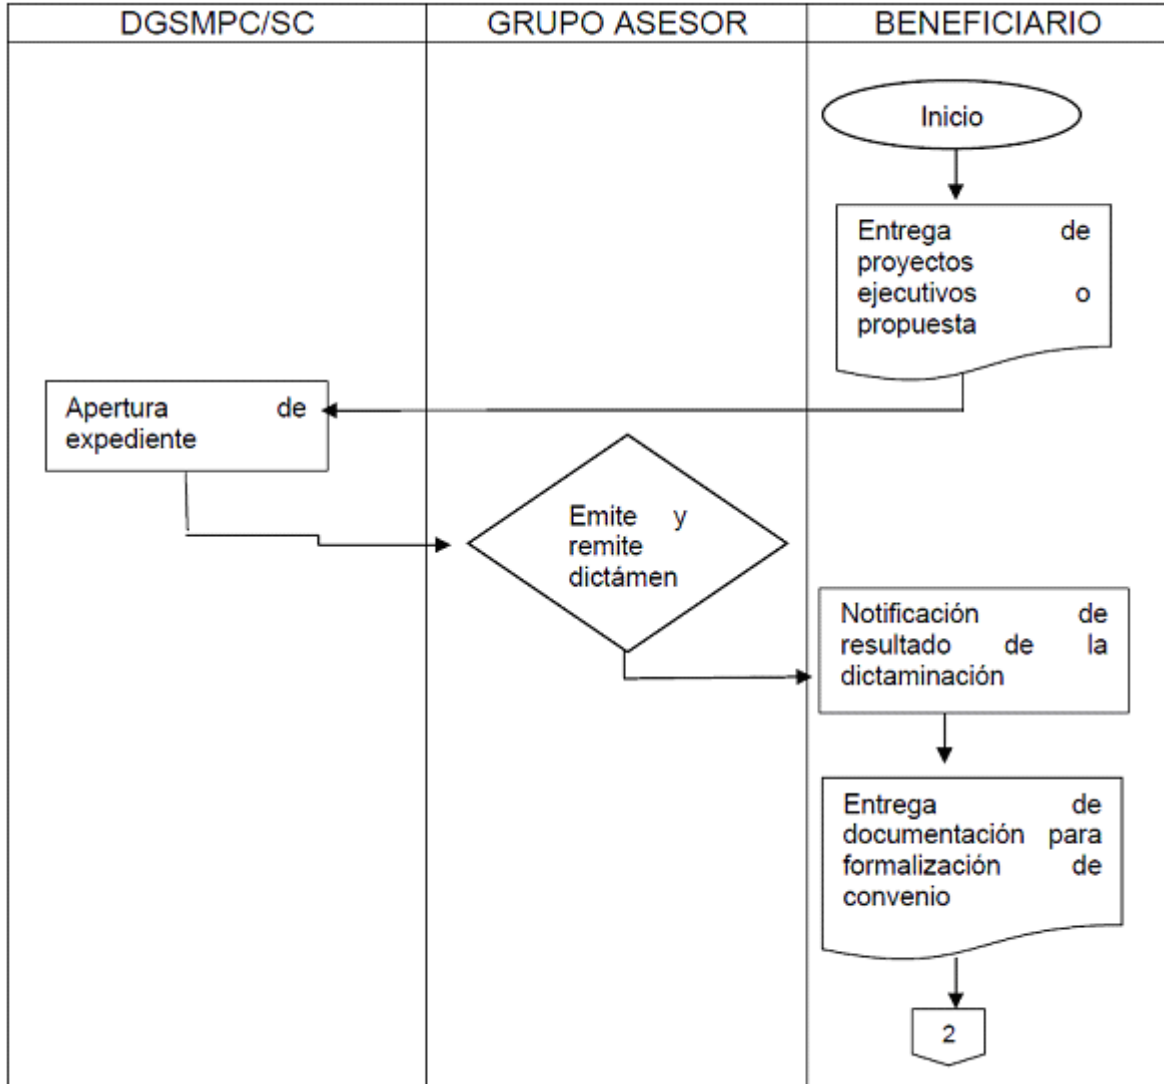 DGSMPC/SC
GRUPO ASESOR
BENEFICIARIO
Inicio
Entrega de
proyectos
ejecutivos o
propuesta
Apertura de
expediente
Emite y
remite
dictámen
Notificación de
resultado de la
dictaminación
Entrega de
documentación para
formalización de
convenio
2